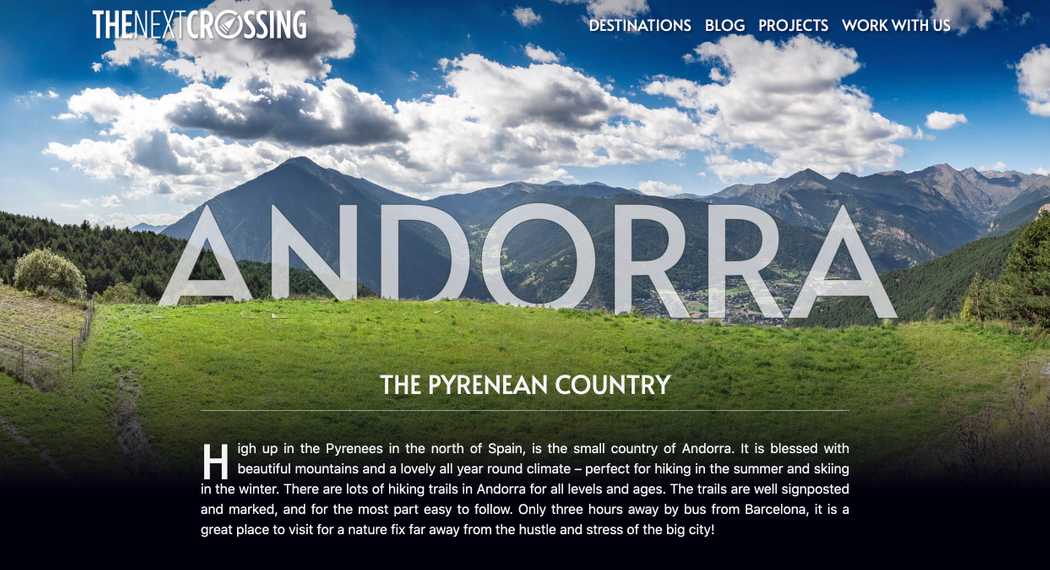 THENEXTCROSSING
DESTINATIONS BLOG PROJECTS WORK WITH US
ANDORRA
THE PYRENEAN COUNTRY
High up in the Pyrenees in the north of Spain, is the small country of Andorra. It is blessed with
beautiful mountains and a lovely all year round climate – perfect for hiking in the summer and skiing
in the winter. There are lots of hiking trails in Andorra for all levels and ages. The trails are well signposted
and marked, and for the most part easy to follow. Only three hours away by bus from Barcelona, it is a
great place to visit for a nature fix far away from the hustle and stress of the big city!